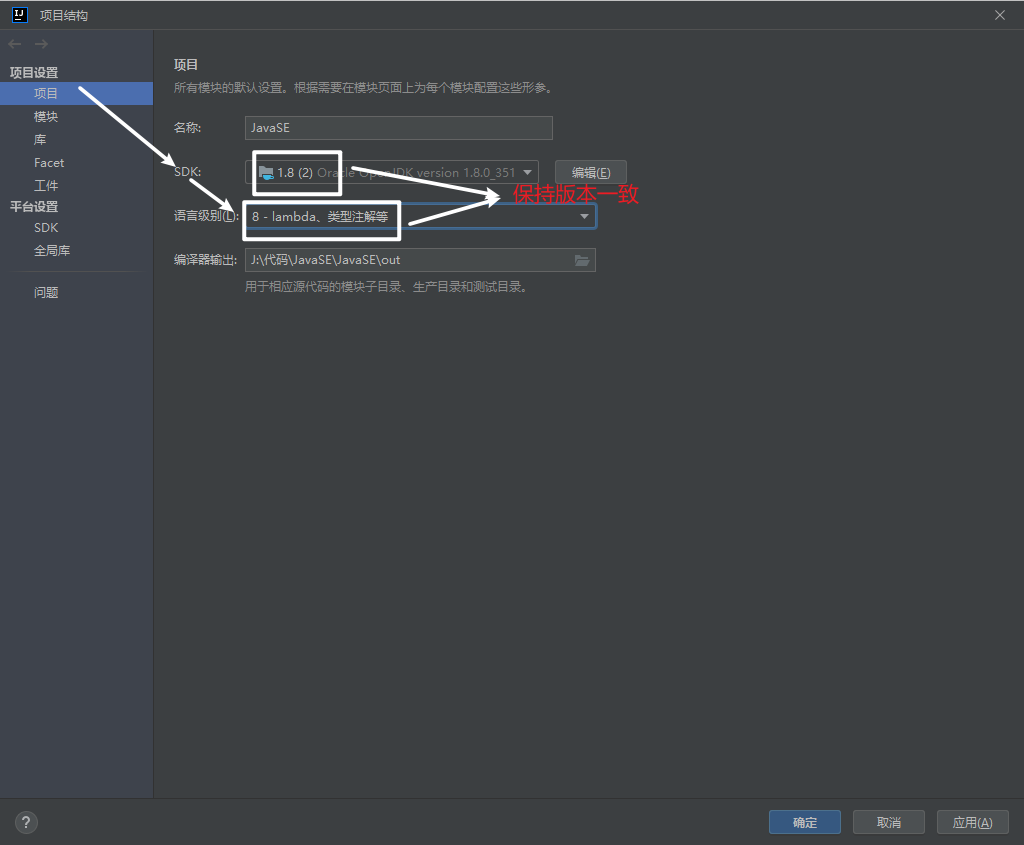 IJ 项目结构
项目设置
项目
模块
库
Facet
工件
平台设置
SDK
全局库
问题
项目
所有模块的默认设置。根据需要在模块页面上为每个模块配置这些形参。
名称: JavaSE
SDK: 1.8 (2) Oracle OpenJDK version 1.8.0_351 编辑(E)
保持版本一致
语言级别(L): 8 - lambda、类型注解等
编译器输出: J:\代码\JavaSE\JavaSE\out
用于相应源代码的模块子目录、生产目录和测试目录。
? 确定 取消 应用(A)